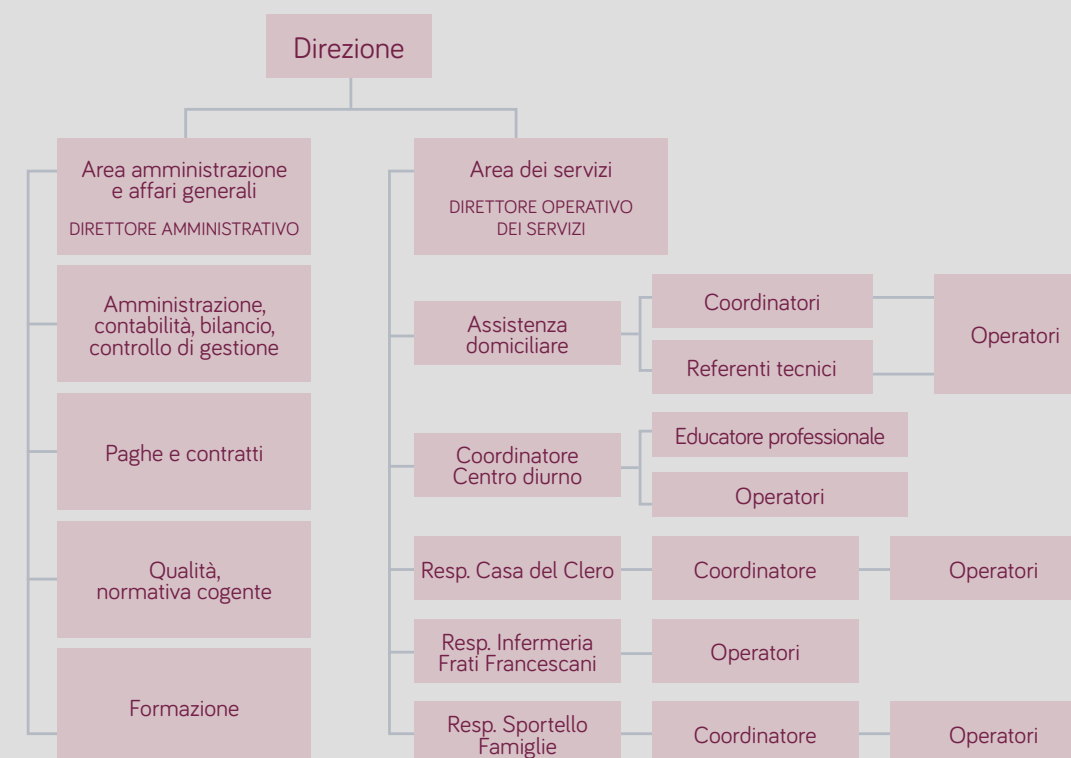 Direzione
Area amministrazione
e affari generali
DIRETTORE AMMINISTRATIVO
Amministrazione,
contabilità, bilancio,
controllo di gestione
Paghe e contratti
Qualità,
normativa cogente
Formazione
Area dei servizi
DIRETTORE OPERATIVO
DEI SERVIZI
Assistenza
domiciliare
Coordinatori
Referenti tecnici
Operatori
Coordinatore
Centro diurno
Educatore professionale
Operatori
Resp. Casa del Clero
Coordinatore
Operatori
Resp. Infermeria
Frati Francescani
Operatori
Resp. Sportello
Famiglie
Coordinatore
Operatori